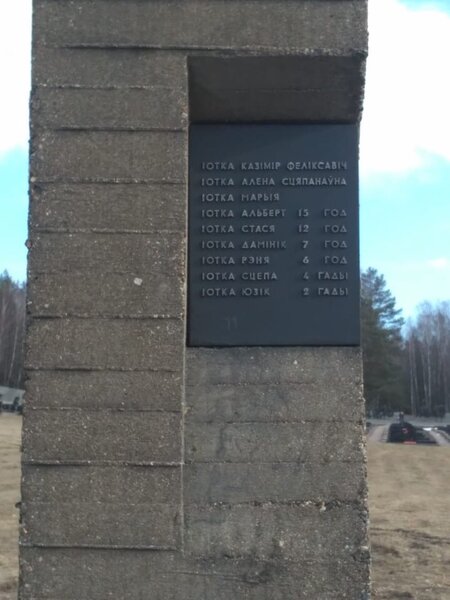 ІОТКА КАЗІМІР ФЕЛІКСАВІЧ
ІОТКА АЛЕНА СЦЯПАНАЎНА
ІОТКА МАРЫЯ
ІОТКА АЛЬБЕРТ 15 ГОД
ІОТКА СТАСЯ 12 ГОД
ІОТКА ДАМІНІК 7 ГОД
ІОТКА РЭНЯ 6 ГОД
ІОТКА СЦЕПА 4 ГАДЫ
ІОТКА ЮЗІК 2 ГАДЫ